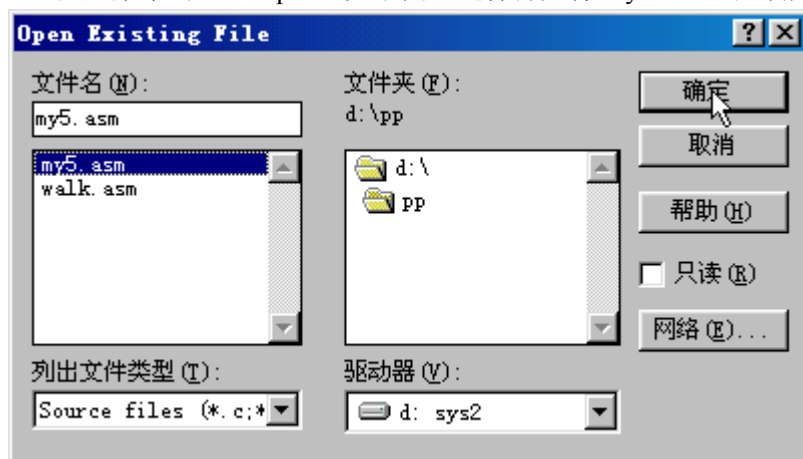 Open Existing File
文件名(N):
my5.asm
my5.asm
walk.asm
列出文件类型(T):
Source files (*.c;*
文件夹(F):
d:\pp
d:\
pp
驱动器(V):
d: sys2
确定
取消
帮助(H)
只读(R)
网络(E)...